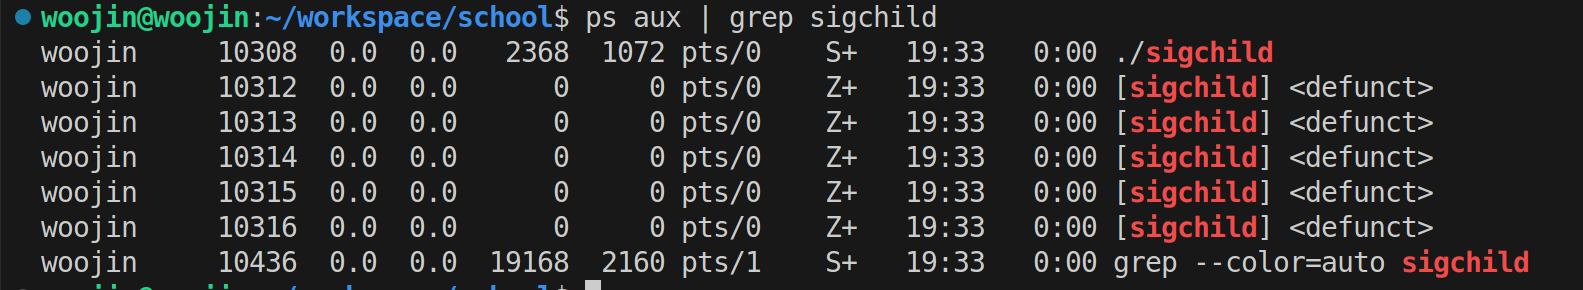 woojin@woojin:~/workspace/school$ ps aux | grep sigchild
woojin     10308  0.0  0.0   2368  1072 pts/0    S+   19:33   0:00 ./sigchild
woojin     10312  0.0  0.0      0     0 pts/0    Z+   19:33   0:00 [sigchild] <defunct>
woojin     10313  0.0  0.0      0     0 pts/0    Z+   19:33   0:00 [sigchild] <defunct>
woojin     10314  0.0  0.0      0     0 pts/0    Z+   19:33   0:00 [sigchild] <defunct>
woojin     10315  0.0  0.0      0     0 pts/0    Z+   19:33   0:00 [sigchild] <defunct>
woojin     10316  0.0  0.0      0     0 pts/0    Z+   19:33   0:00 [sigchild] <defunct>
woojin     10436  0.0  0.0  19168  2160 pts/1    S+   19:33   0:00 grep --color=auto sigchild